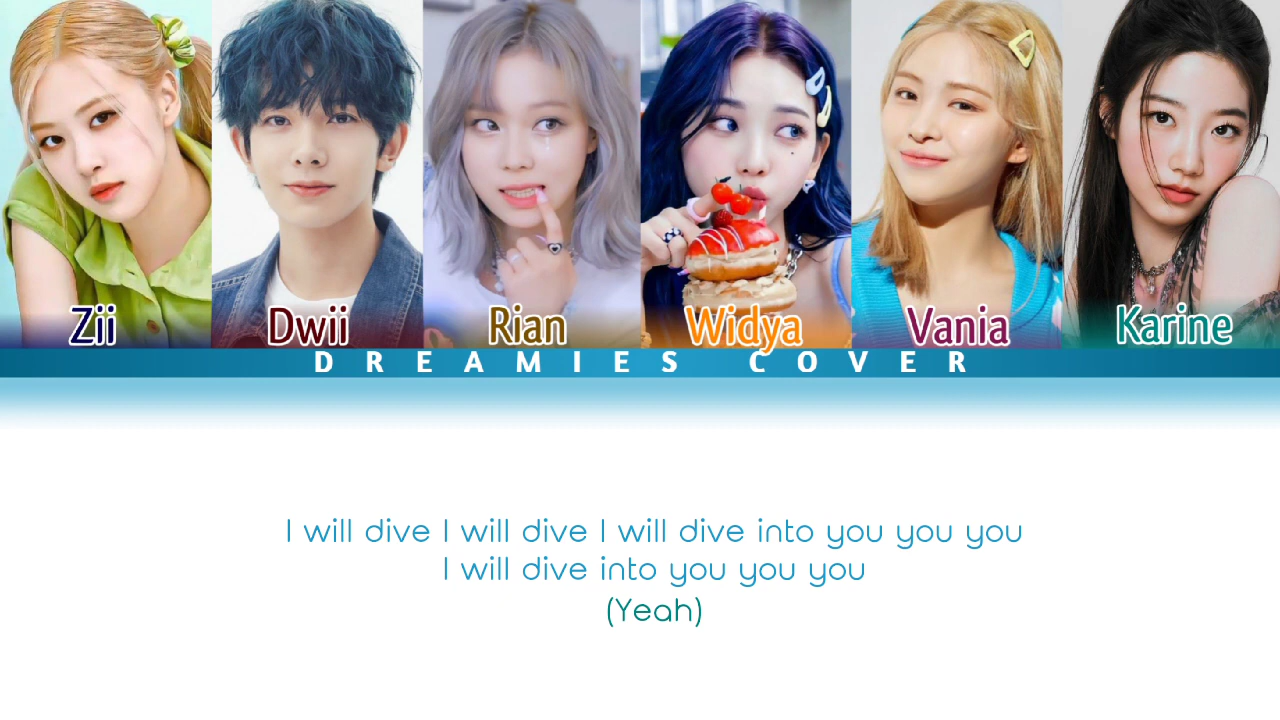 Zii Dwii Rian Widya Vania Karine
DREAMIES COVER
I will dive I will dive I will dive into you you you
I will dive into you you you
(Yeah)